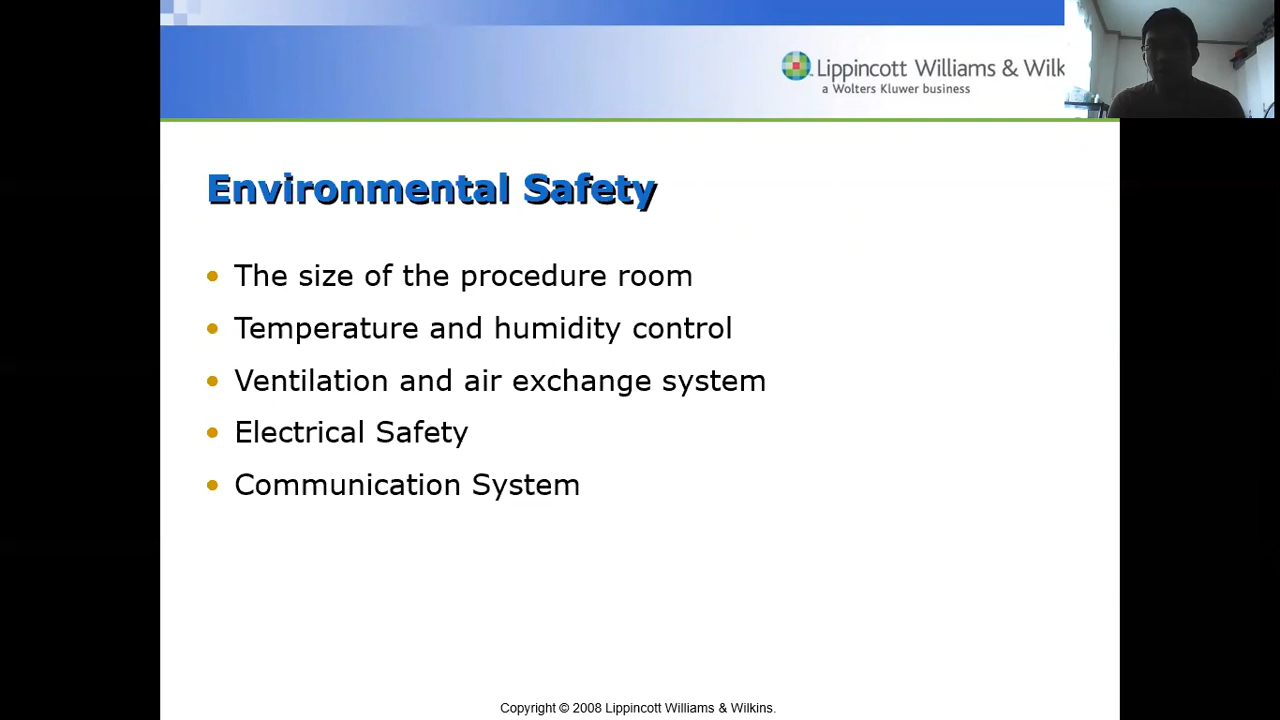 Lippincott Williams & Wilk
a Wolters Kluwer business
Environmental Safety
• The size of the procedure room
• Temperature and humidity control
• Ventilation and air exchange system
• Electrical Safety
• Communication System
Copyright © 2008 Lippincott Williams & Wilkins.